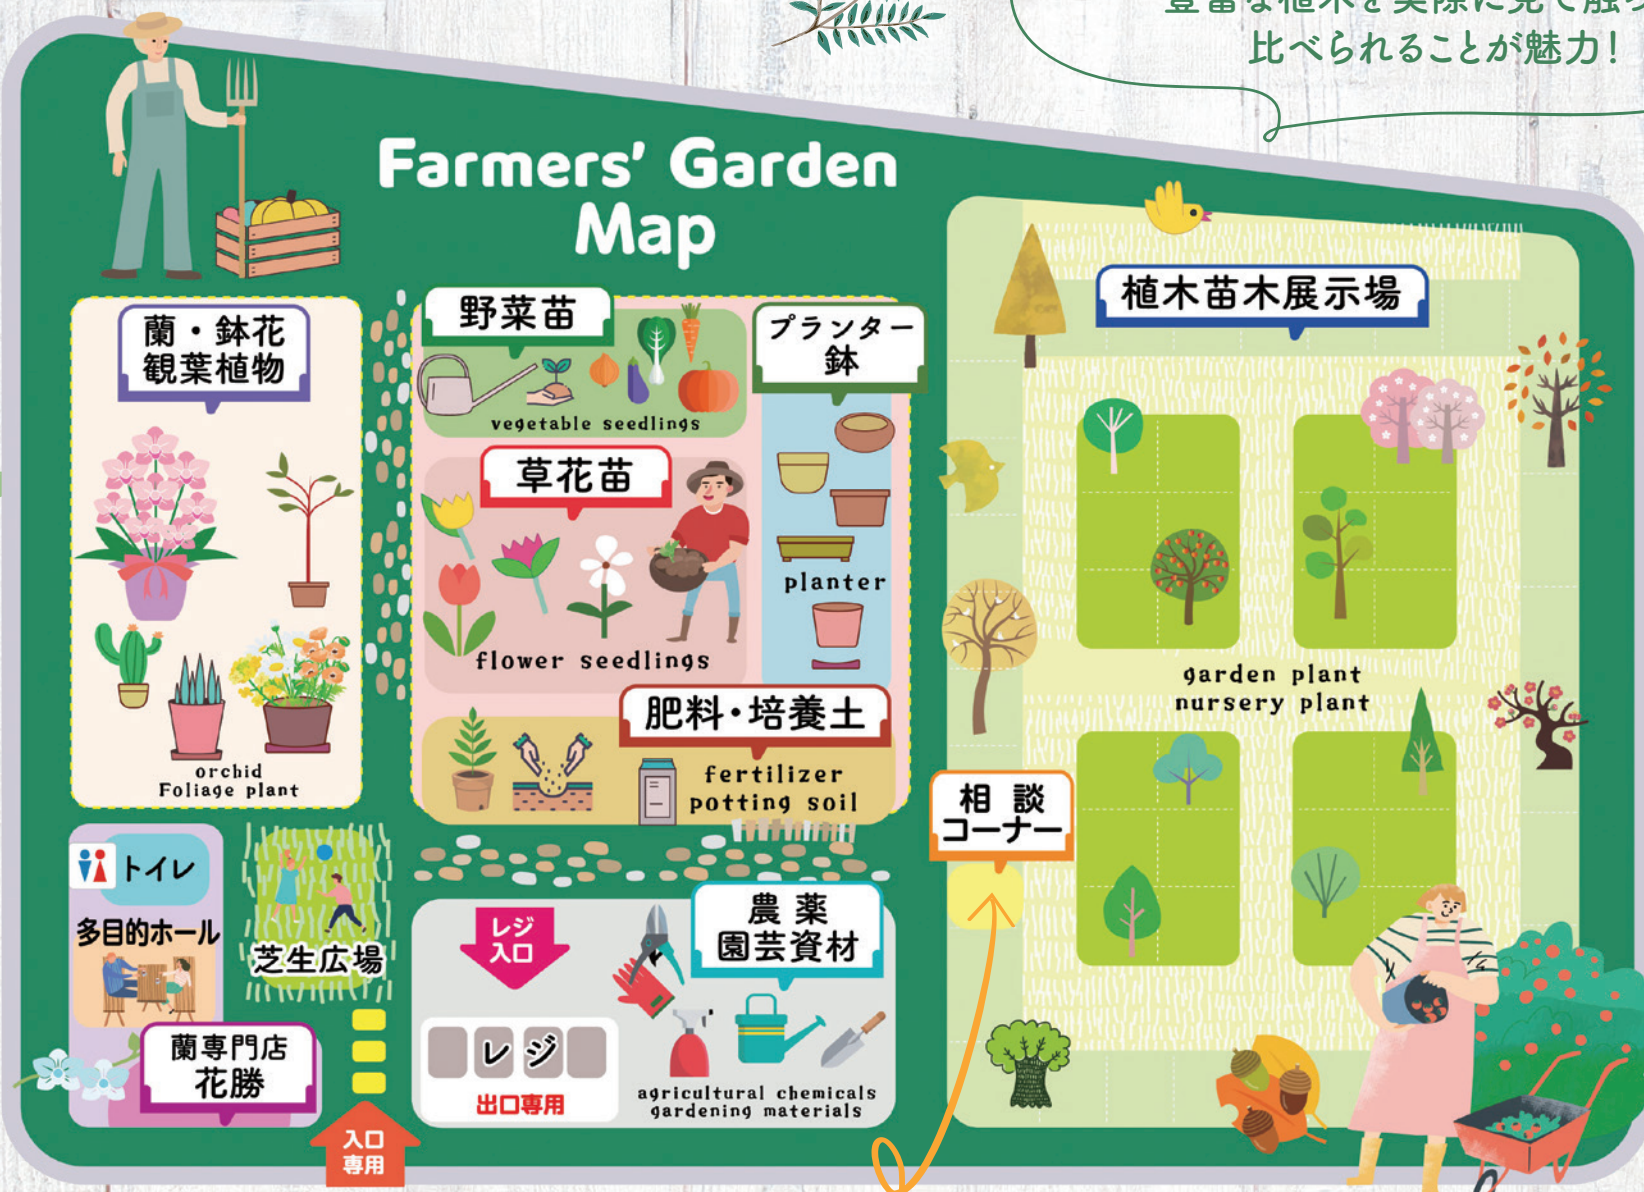 比べられることが魅力!
Farmers' Garden
Map
蘭・鉢花
観葉植物
orchid
Foliage plant
野菜苗
vegetable seedlings
プランター
鉢
planter
草花苗
flower seedlings
肥料・培養土
fertilizer
potting soil
植木苗木展示場
garden plant
nursery plant
相 談
コーナー
トイレ
多目的ホール
芝生広場
蘭専門店
花勝
入口
専用
レジ
入口
レジ
出口専用
農 薬
園芸資材
agricultural chemicals
gardening materials